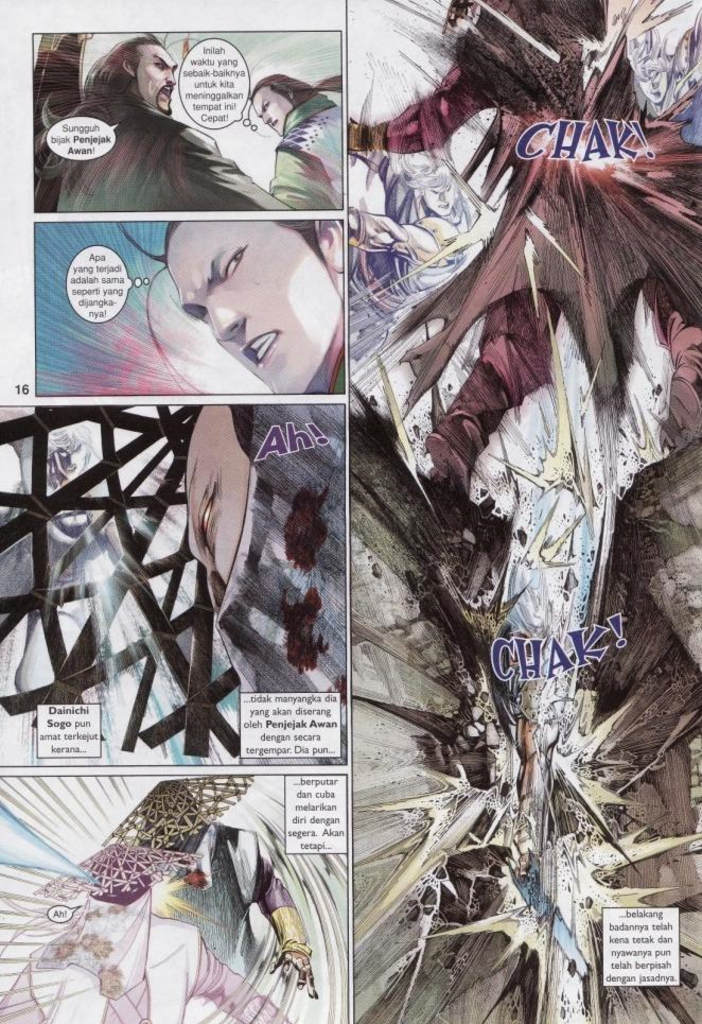 Inilah
waktu yang
sebaik-baiknya
untuk kita
meninggalkan
tempat ini!
Cepat!
Sungguh
bijak Penjejak
Awan!
Apa
yang terjadi
adalah sama
seperti yang
dijangka-
nya!
16
Ah!
Dainichi
Sogo pun
amat terkejut
kerana...
...tidak manyangka dia
yang akan diserang
oleh Penjejak Awan
dengan secara
tergempar. Dia pun...
...berputar
dan cuba
melarikan
diri dengan
segera. Akan
tetapi...
Ah!
CHAK!
CHAK!
...belakang
badannya telah
kena tetak dan
nyawanya pun
telah berpisah
dengan jasadnya.